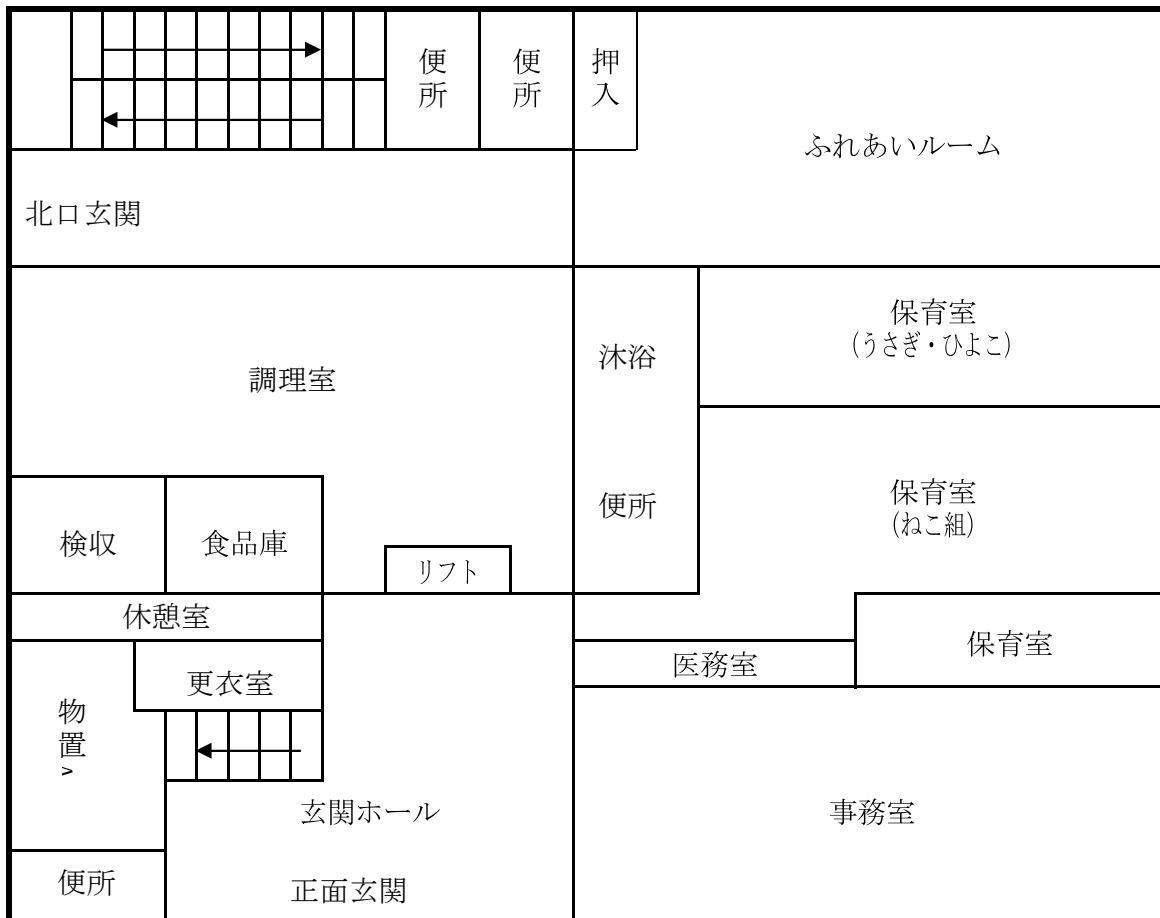 便所
便所
押入
ふれあいルーム
北口玄関
保育室
(うさぎ・ひよこ)
沐浴
調理室
保育室
(ねこ組)
便所
検収
食品庫
リフト
休憩室
保育室
医務室
更衣室
物置
v
玄関ホール
事務室
便所
正面玄関